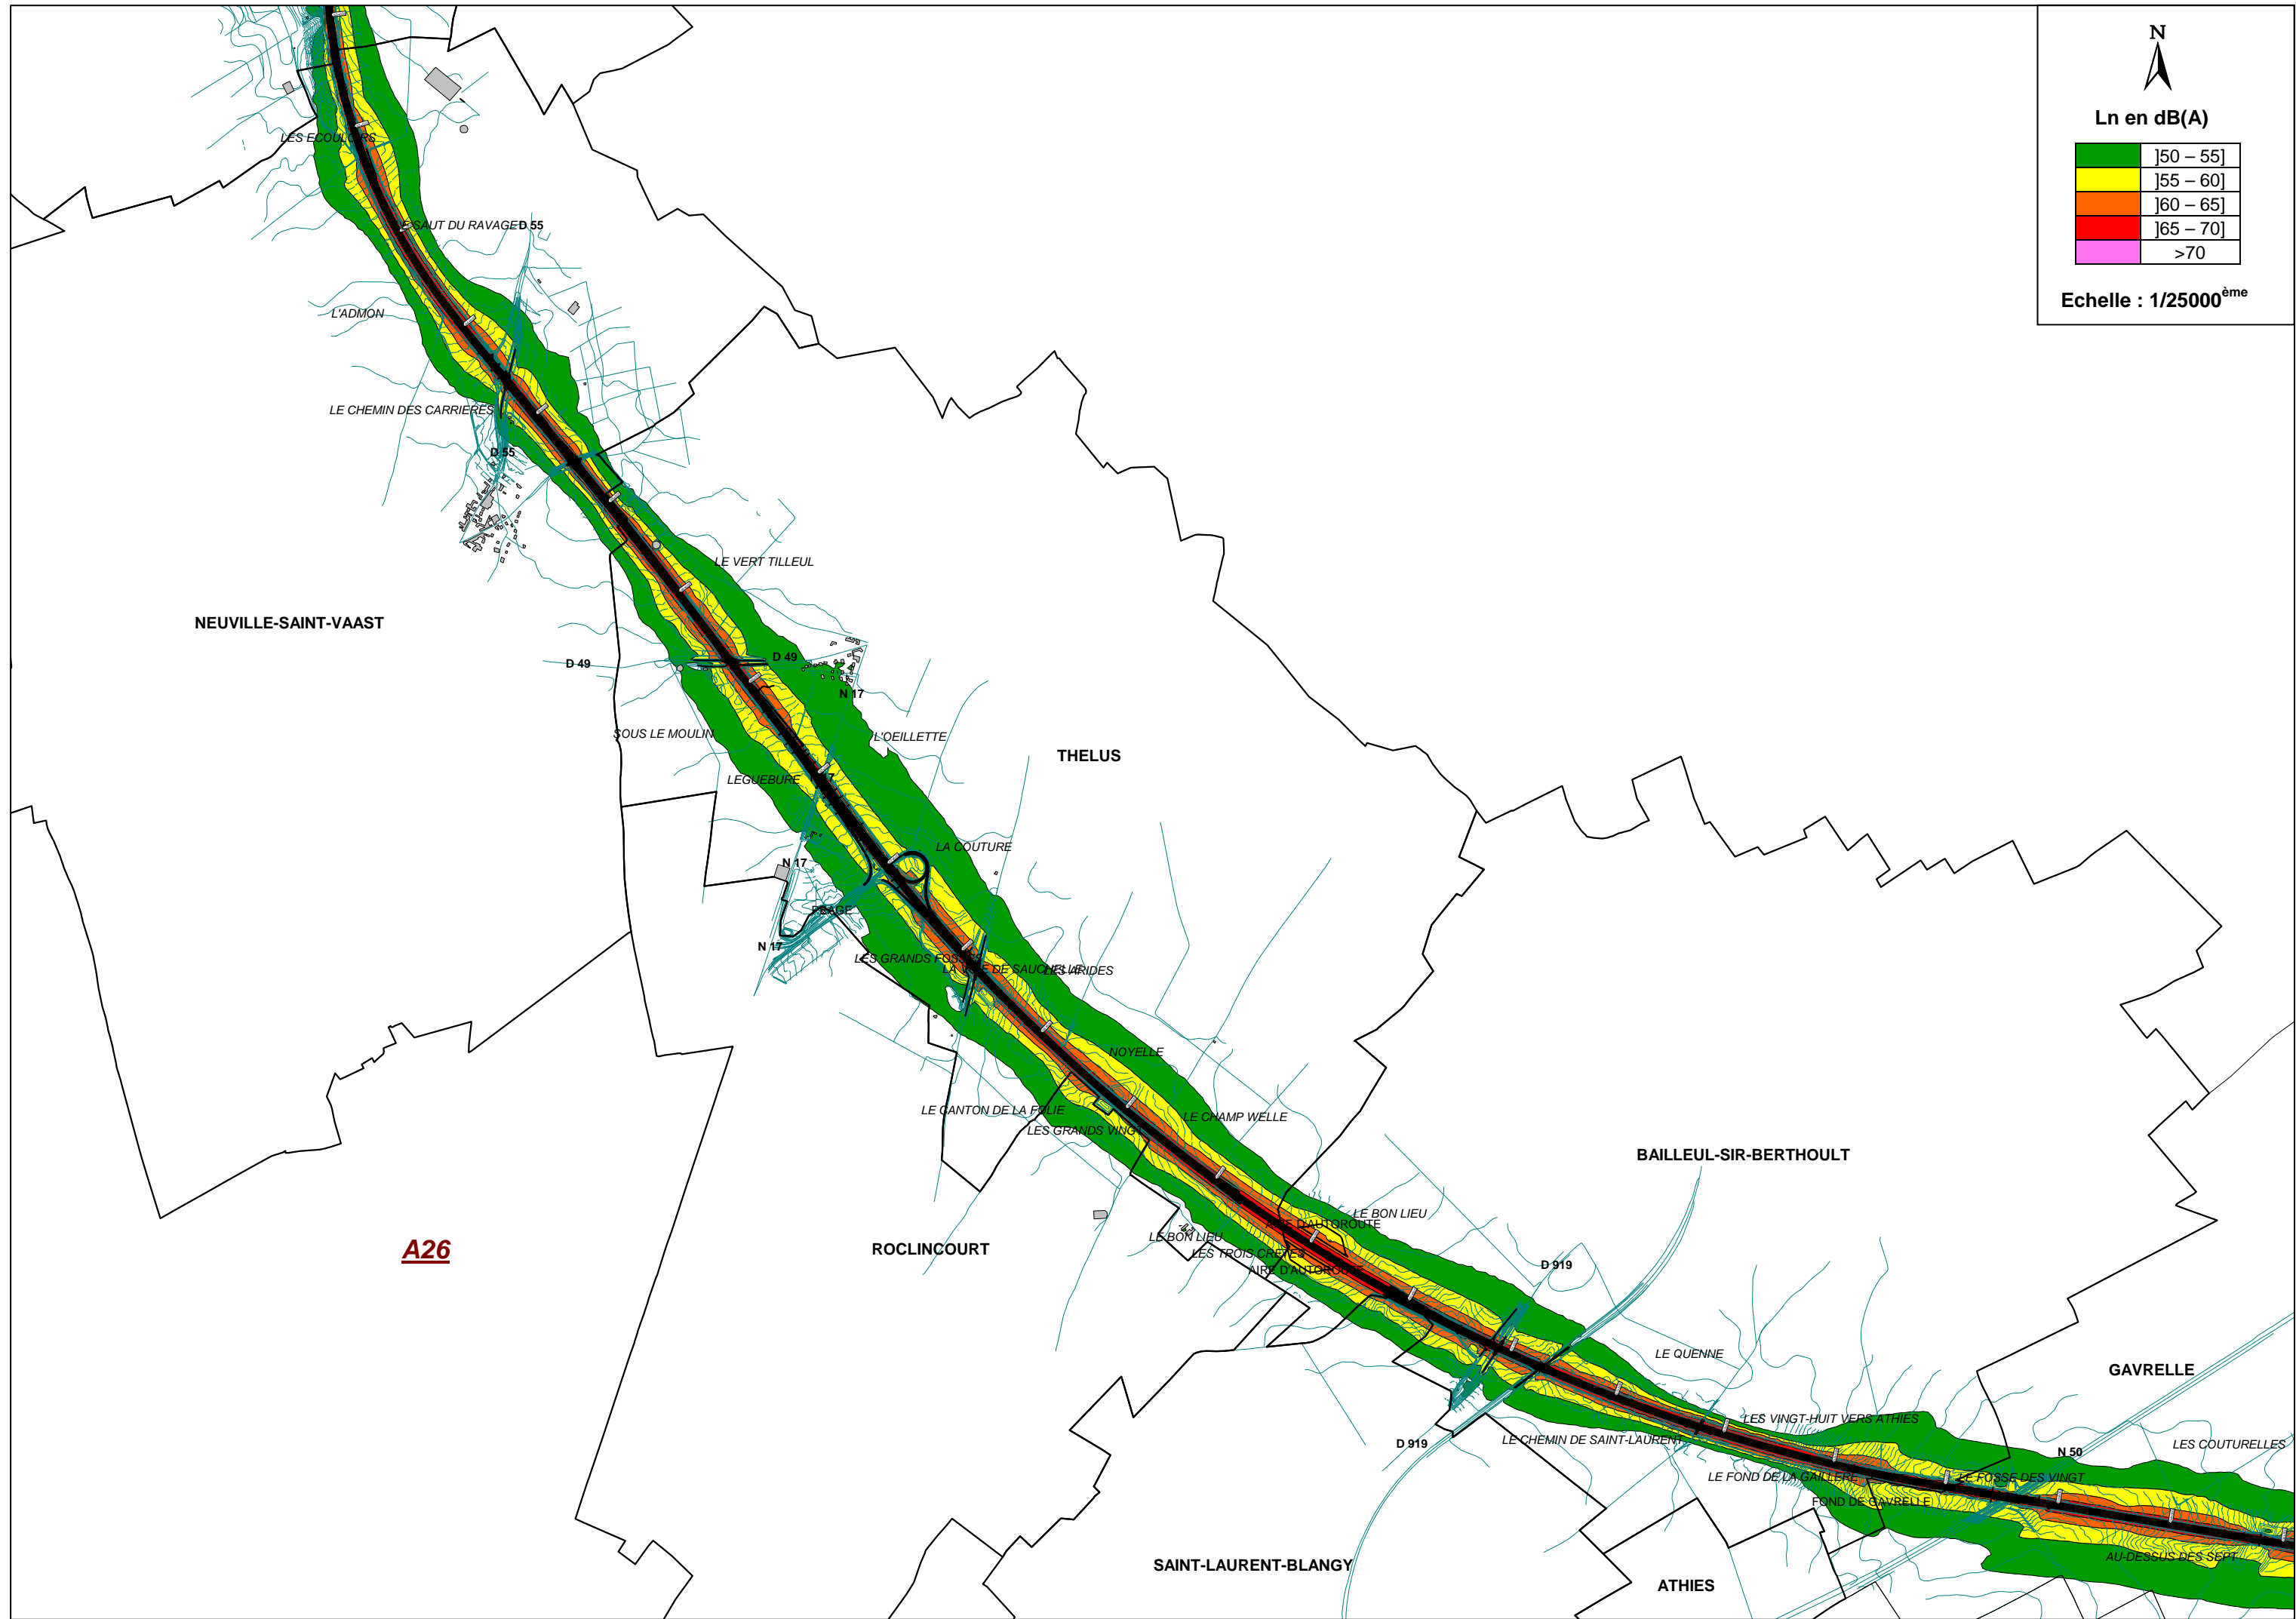 N
Ln en dB(A)
]50 – 55]
]55 – 60]
]60 – 65]
]65 – 70]
>70
Echelle : 1/25000ème
LES ECOULOIRS
SAUT DU RAVAGE
D 55
L'ADMON
LE CHEMIN DES CARRIERES
D 55
LE VERT TILLEUL
NEUVILLE-SAINT-VAAST
D 49
D 49
N 17
SOUS LE MOULIN
L'OEILLETTE
THELUS
LEGUEBURE
LA COUTURE
N 17
PEAGE
N 17
LES GRANDS FOSSES
LA VOIE DE SAUCHELLE
LES ARIDES
NOYELLE
LE CANTON DE LA FOLIE
LE CHAMP WELLE
LES GRANDS VINGT
BAILLEUL-SIR-BERTHOULT
LE BON LIEU
AIRE D'AUTOROUTE
A26
ROCLINCOURT
LE BON LIEU
LES TROIS CRETES
AIRE D'AUTOROUTE
D 919
LE QUENNE
GAVRELLE
LES VINGT-HUIT VERS ATHIES
D 919
LE CHEMIN DE SAINT-LAURENT
N 50
LES COUTURELLES
LE FOND DE LA GAILLERE
LE FOSSE DES VINGT
FOND DE GAVRELLE
SAINT-LAURENT-BLANGY
AU-DESSUS DES SEPT
ATHIES